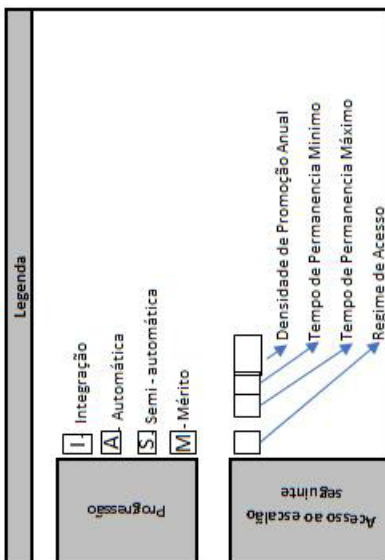 Legenda
Progressão
I - Integração
A - Automática
S - Semi - automática
M - Mérito
Acesso ao escalão
seguinte
Densidade de Promoção Anual
Tempo de Permanencia Minimo
Tempo de Permanencia Máximo
Regime de Acesso